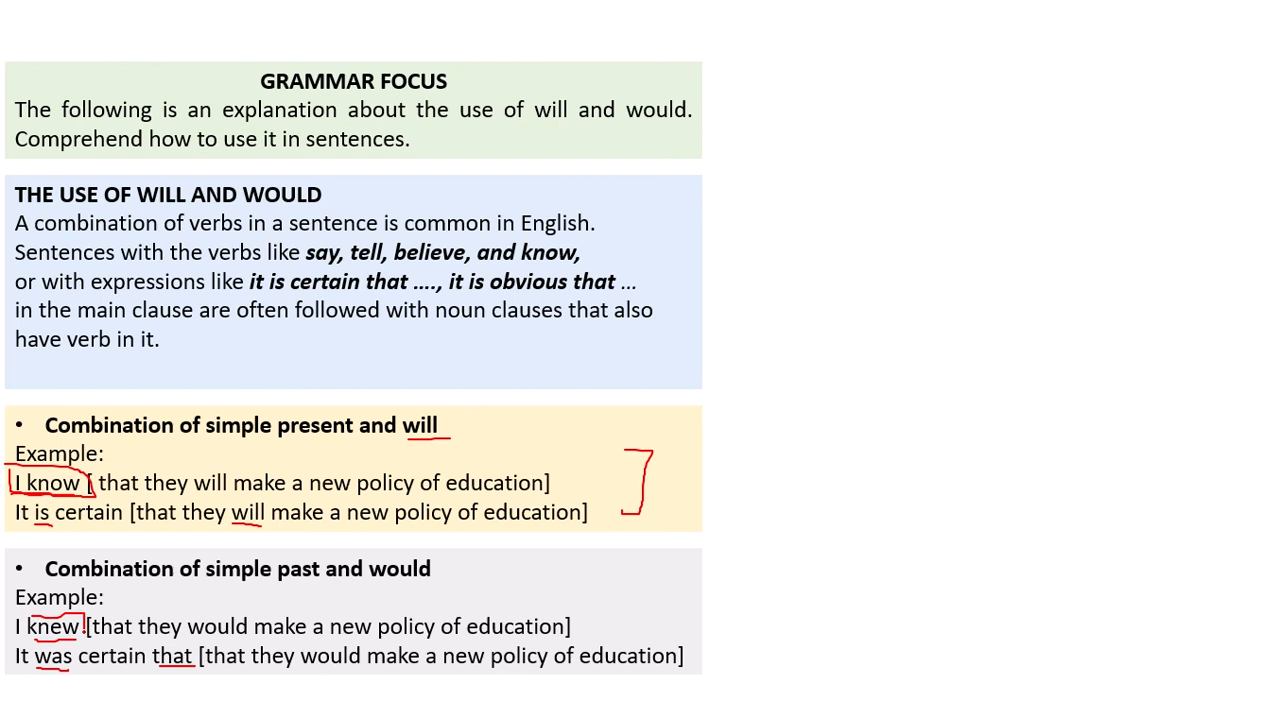 GRAMMAR FOCUS
The following is an explanation about the use of will and would.
Comprehend how to use it in sentences.
THE USE OF WILL AND WOULD
A combination of verbs in a sentence is common in English.
Sentences with the verbs like say, tell, believe, and know,
or with expressions like it is certain that ...., it is obvious that ...
in the main clause are often followed with noun clauses that also
have verb in it.
• Combination of simple present and will
Example:
I know [ that they will make a new policy of education]
It is certain [that they will make a new policy of education]
• Combination of simple past and would
Example:
I knew [that they would make a new policy of education]
It was certain that [that they would make a new policy of education]